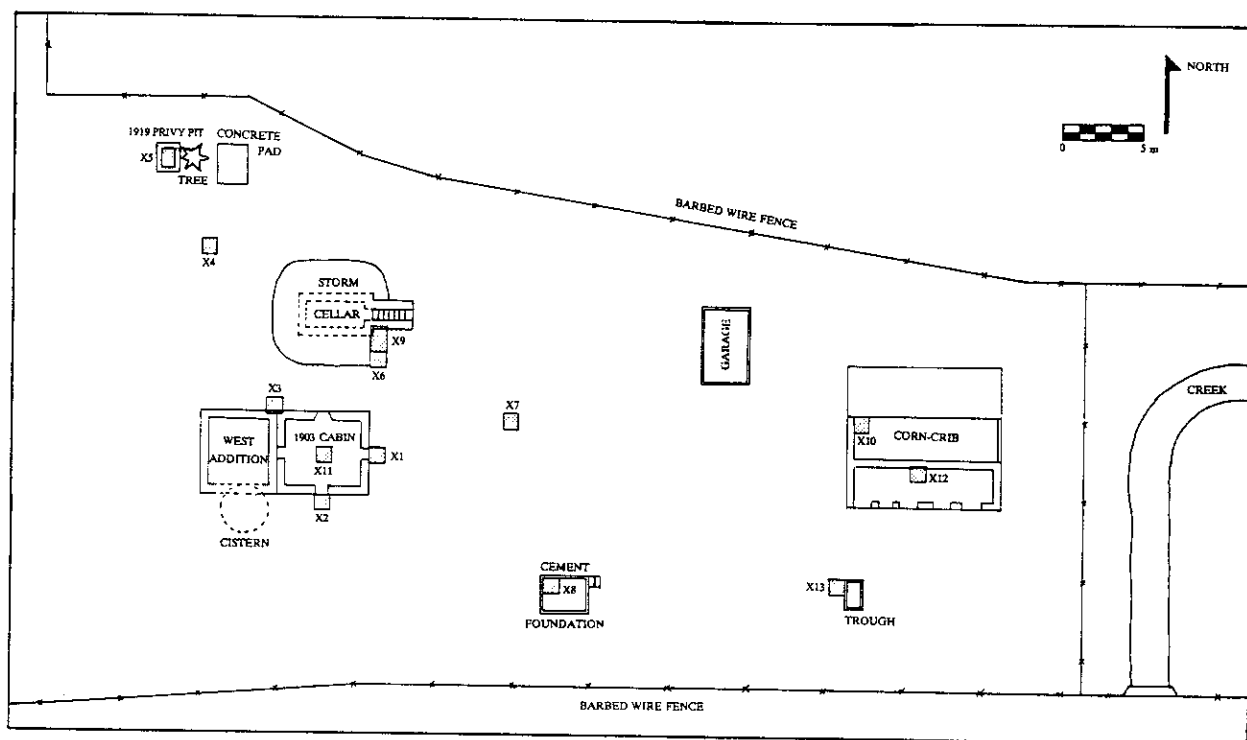 NORTH
0 5 m
1919 PRIVY PIT
CONCRETE
PAD
X5
TREE
BARBED WIRE FENCE
X4
STORM
CELLAR
X9
X6
GARAGE
CREEK
X3
X7
WEST
ADDITION
1903 CABIN
X11
X1
X2
CISTERN
X10
CORN-CRIB
X12
CEMENT
X8
FOUNDATION
X13
TROUGH
BARBED WIRE FENCE